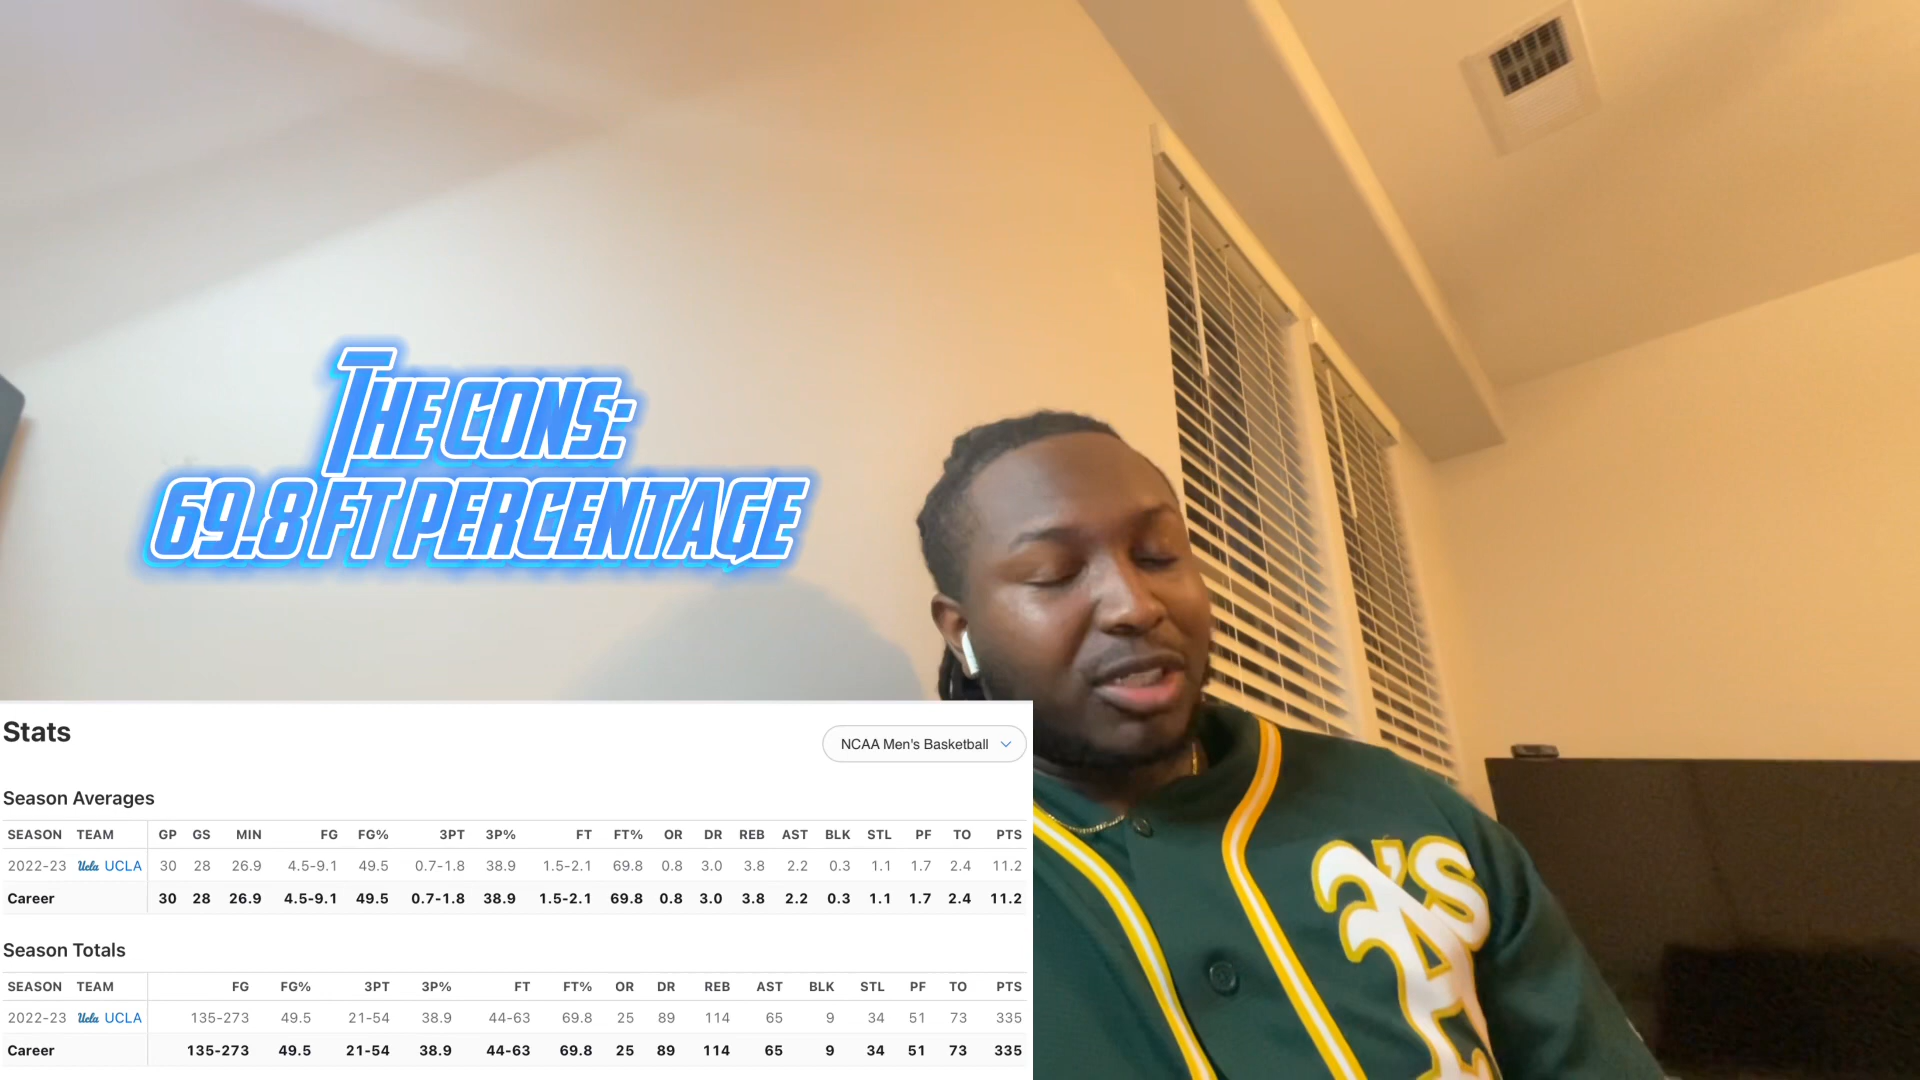 THE CONS:
69.8 FT PERCENTAGE
Stats
NCAA Men's Basketball
Season Averages
SEASON TEAM GP GS MIN FG FG% 3PT 3P% FT FT% OR DR REB AST BLK STL PF TO PTS
2022-23 Ucla UCLA 30 28 26.9 4.5-9.1 49.5 0.7-1.8 38.9 1.5-2.1 69.8 0.8 3.0 3.8 2.2 0.3 1.1 1.7 2.4 11.2
Career 30 28 26.9 4.5-9.1 49.5 0.7-1.8 38.9 1.5-2.1 69.8 0.8 3.0 3.8 2.2 0.3 1.1 1.7 2.4 11.2
Season Totals
SEASON TEAM FG FG% 3PT 3P% FT FT% OR DR REB AST BLK STL PF TO PTS
2022-23 Ucla UCLA 135-273 49.5 21-54 38.9 44-63 69.8 25 89 114 65 9 34 51 73 335
Career 135-273 49.5 21-54 38.9 44-63 69.8 25 89 114 65 9 34 51 73 335
A's